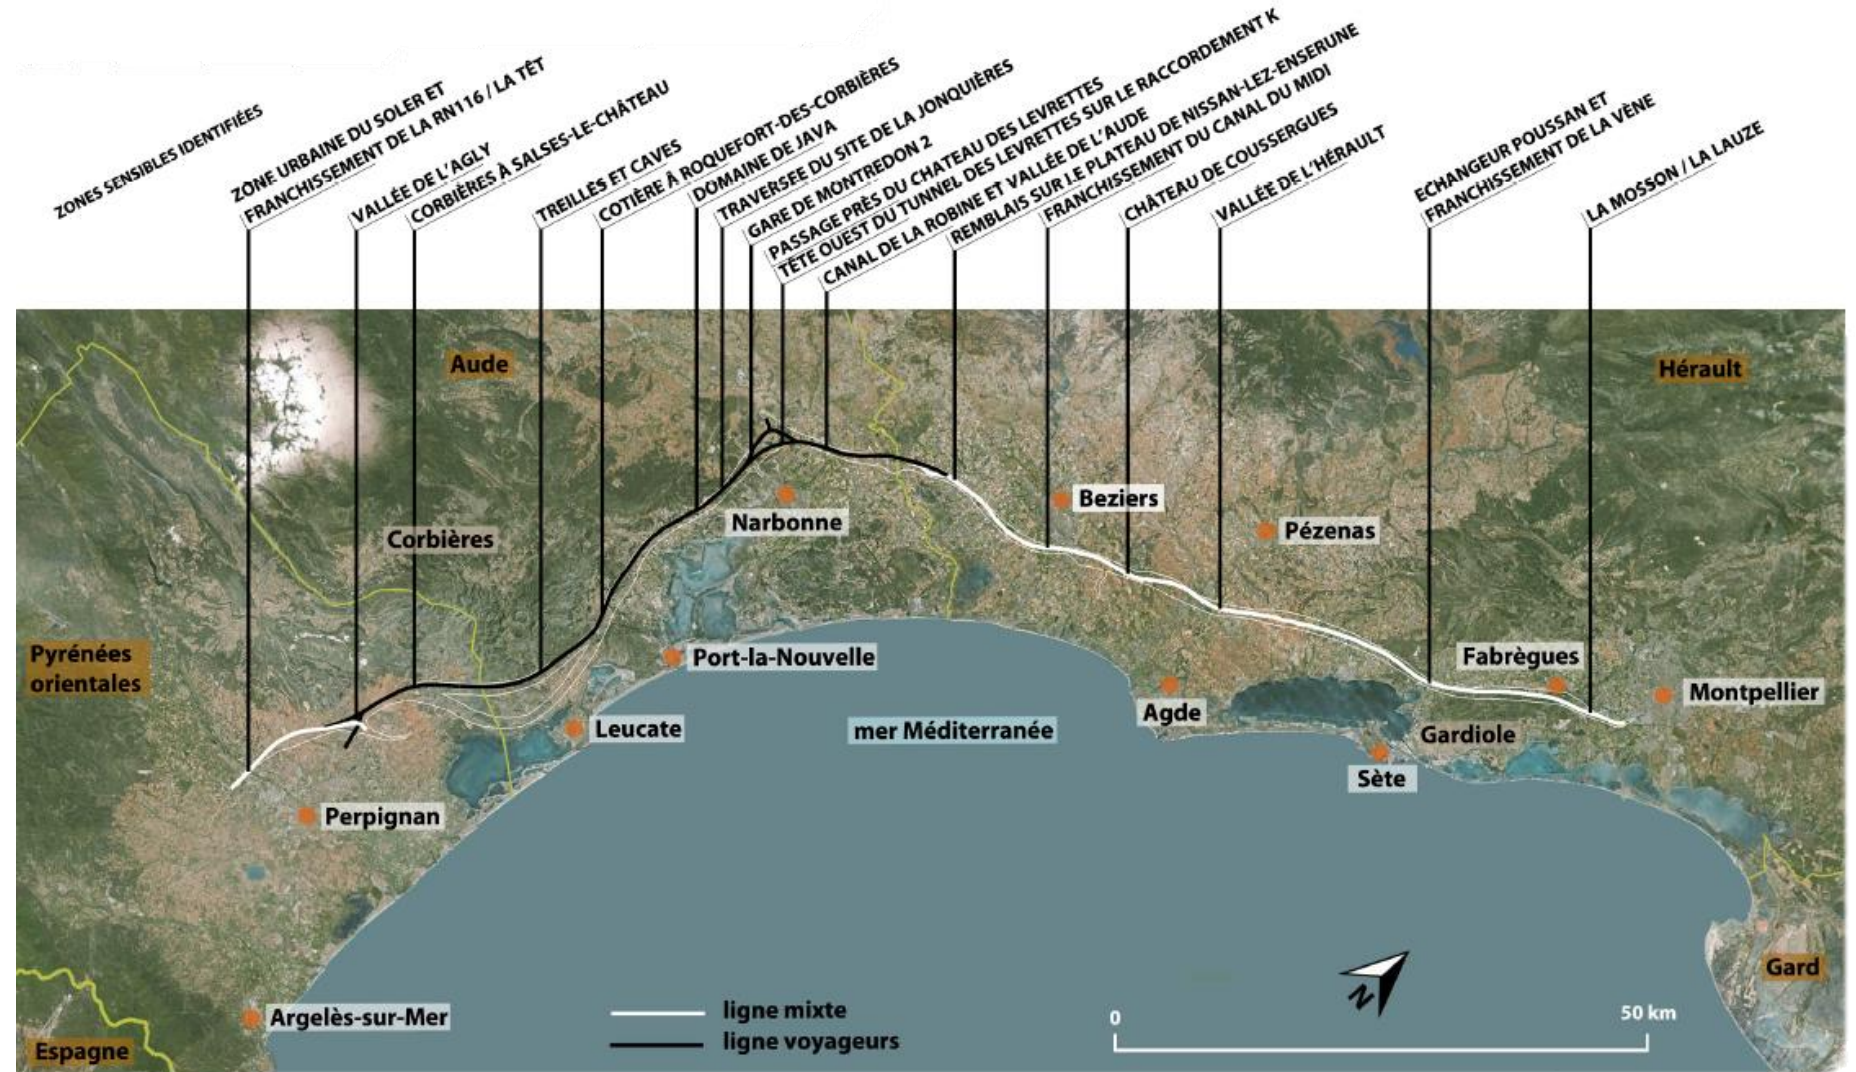 ZONES SENSIBLES IDENTIFIÉES
ZONE URBAINE DU SOLER ET
FRANCHISSEMENT DE LA RN116 / LA TÊT
VALLÉE DE L'AGLY
CORBIÈRES À SALSES-LE-CHÂTEAU
TREILLES ET CAVES
COTIÈRE À ROQUEFORT-DES-CORBIÈRES
DOMAINE DE JAVA
TRAVERSEE DU SITE DE LA JONQUIÈRES
GARE DE MONTREDON 2
PASSAGE PRÈS DU CHATEAU DES LEVRETTES
TÊTE OUEST DU TUNNEL DES LEVRETTES SUR LE RACCORDEMENT K
CANAL DE LA ROBINE ET VALLÉE DE L'AUDE
REMBLAIS SUR LE PLATEAU DE NISSAN-LEZ-ENSERUNE
FRANCHISSEMENT DU CANAL DU MIDI
CHÂTEAU DE COUSSERGUES
VALLÉE DE L'HÉRAULT
ECHANGEUR POUSSAN ET
FRANCHISSEMENT DE LA VÈNE
LA MOSSON / LA LAUZE
Aude
Hérault
Corbières
Narbonne
Beziers
Pézenas
Pyrénées
orientales
Port-la-Nouvelle
Fabrègues
Montpellier
Leucate
mer Méditerranée
Agde
Gardiole
Sète
Perpignan
Gard
Argelès-sur-Mer
Espagne
ligne mixte
ligne voyageurs
N
0
50 km